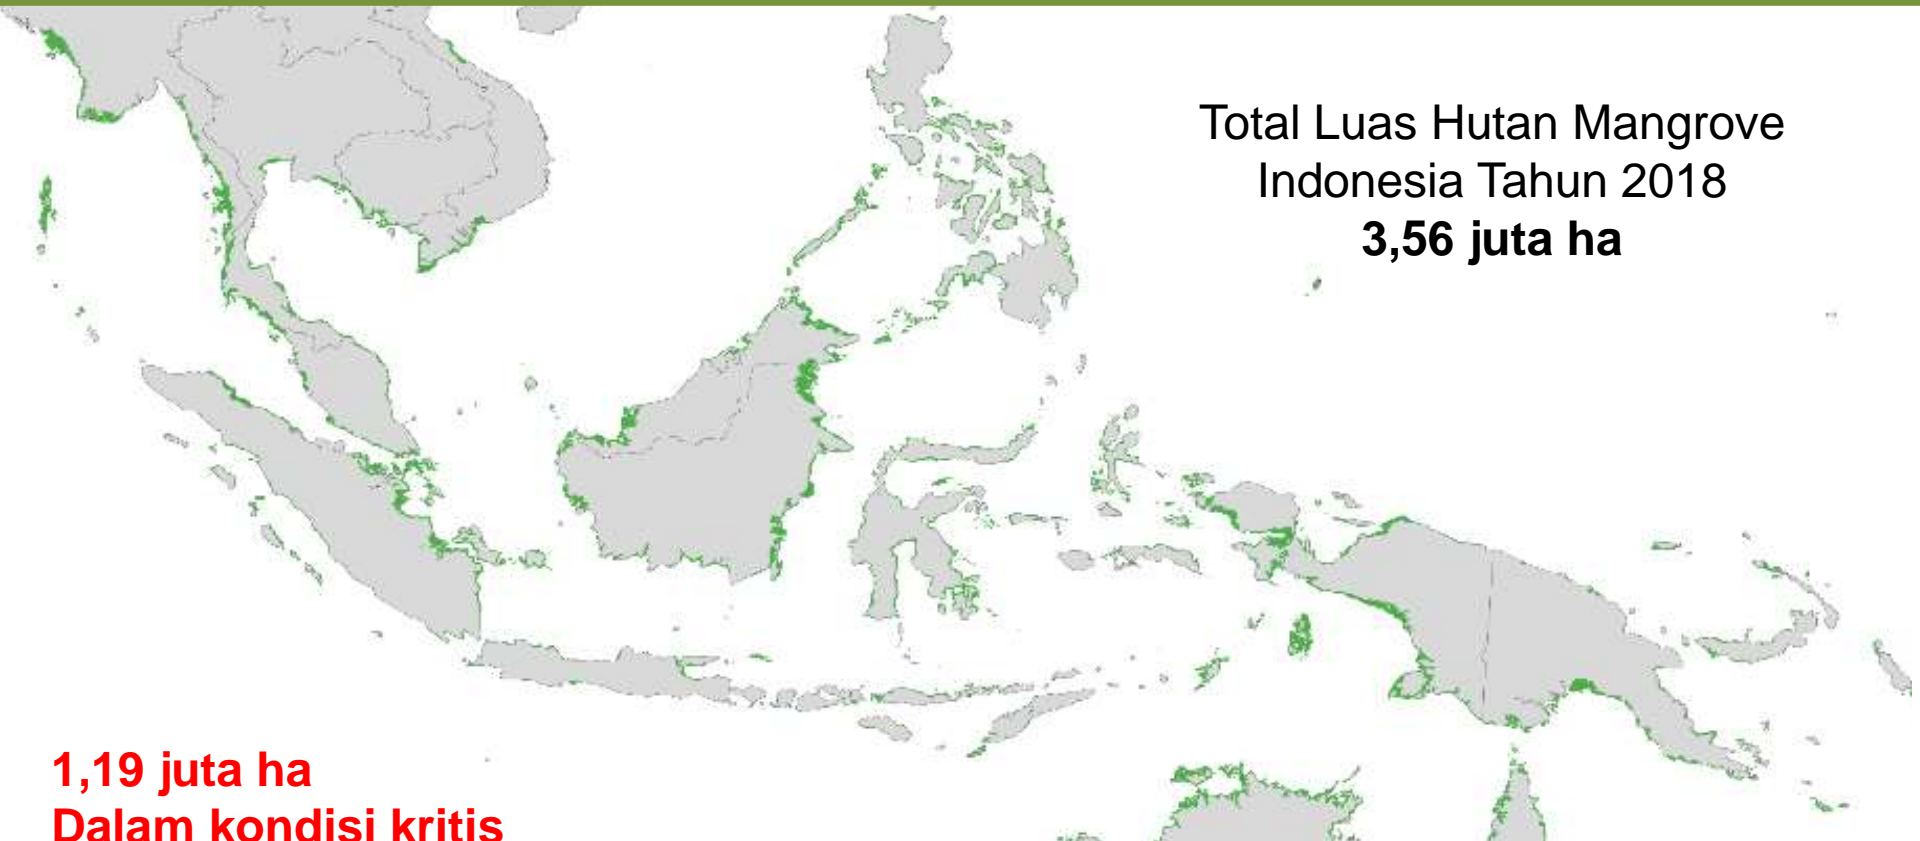 Total Luas Hutan Mangrove
Indonesia Tahun 2018
3,56 juta ha
1,19 juta ha
Dalam kondisi kritis